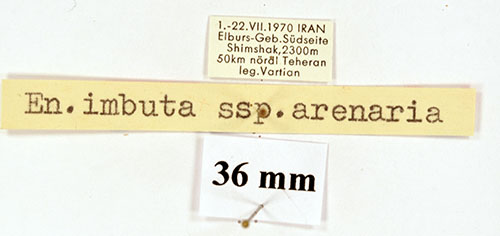 1.-22.VII.1970 IRAN
Elburs-Geb.Südseite
Shimshak,2300m
50km nördl Teheran
leg.Vartian
En.imbuta ssp.arenaria
36 mm